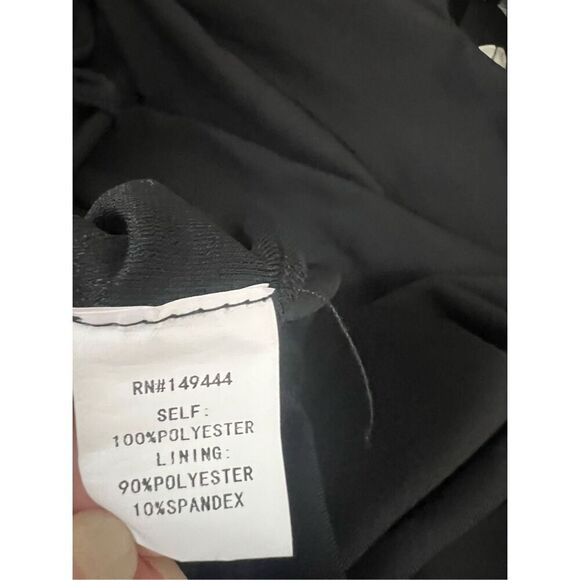 RN#149444
SELF:
100%POLYESTER
LINING:
90%POLYESTER
10%SPANDEX